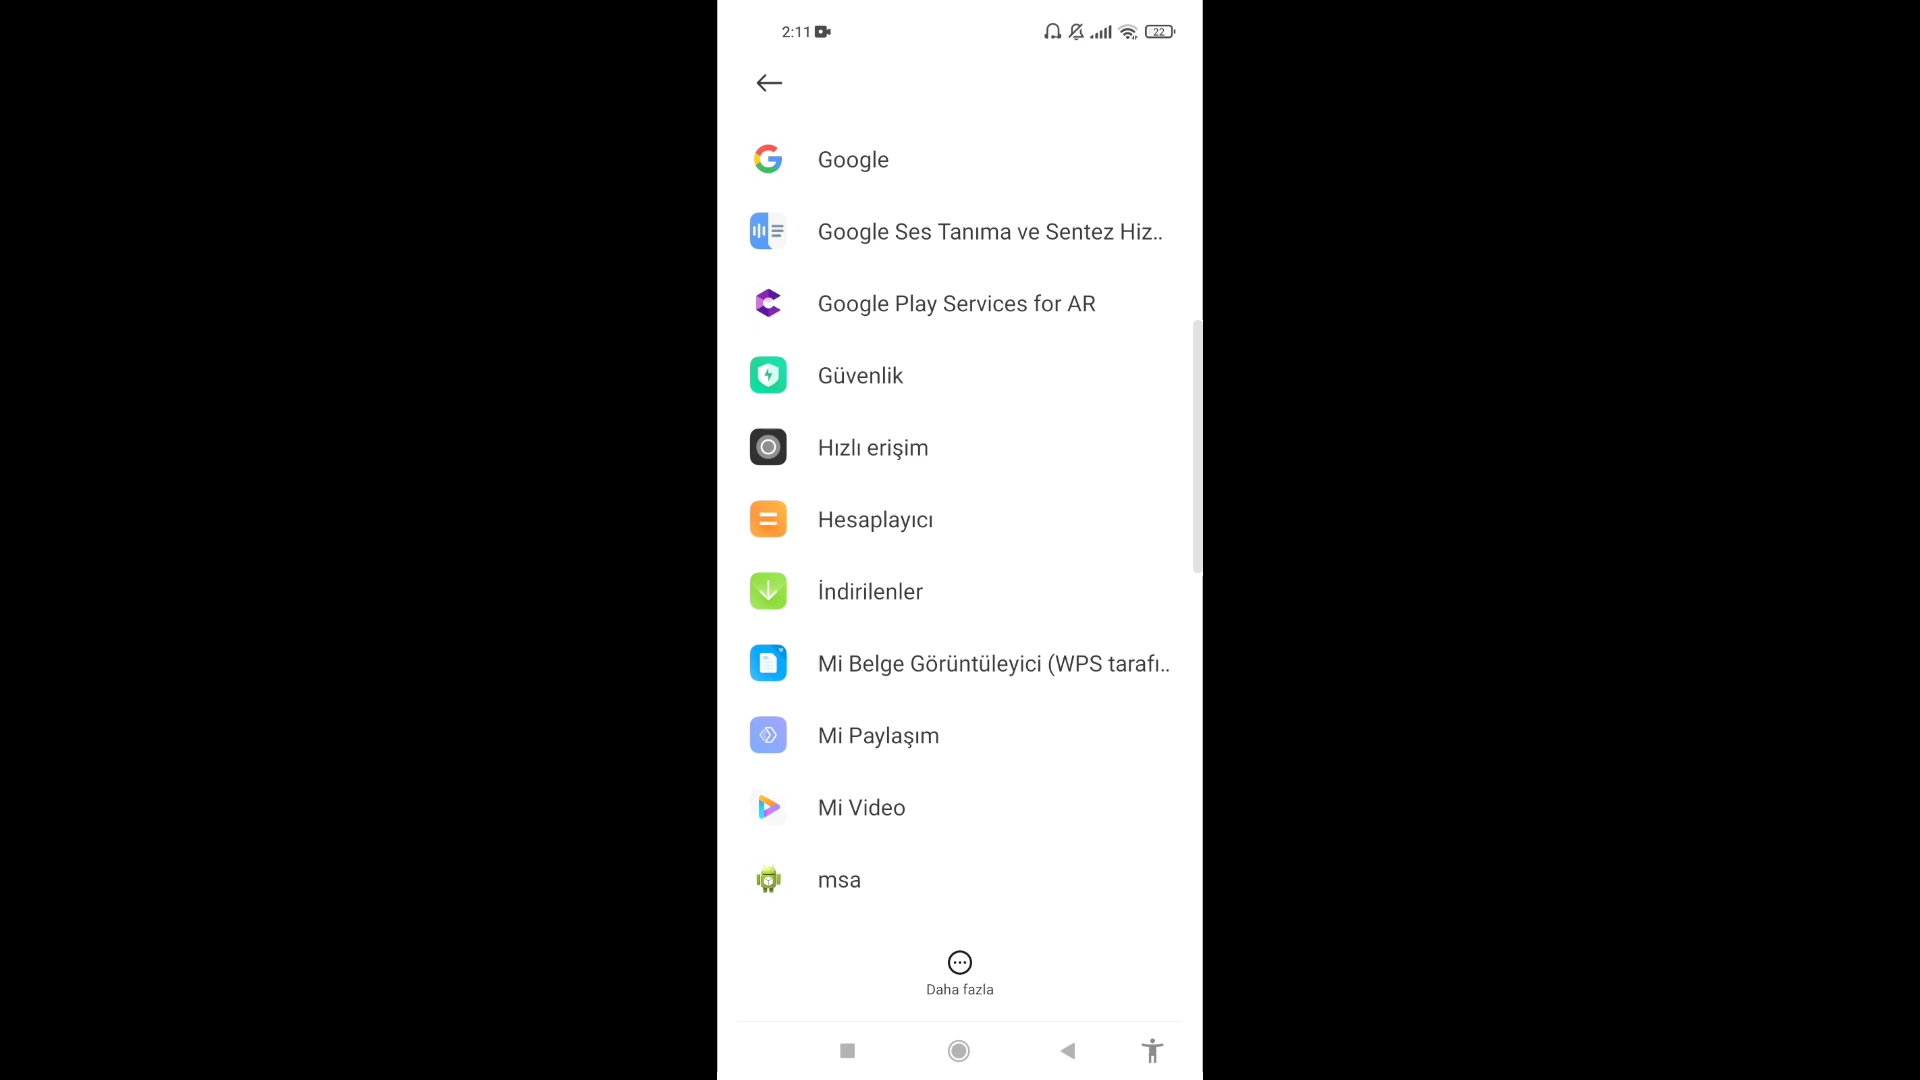 2:11
22
Google
Google Ses Tanıma ve Sentez Hiz..
Google Play Services for AR
Güvenlik
Hızlı erişim
Hesaplayıcı
İndirilenler
Mi Belge Görüntüleyici (WPS tarafı..
Mi Paylaşım
Mi Video
msa
Daha fazla